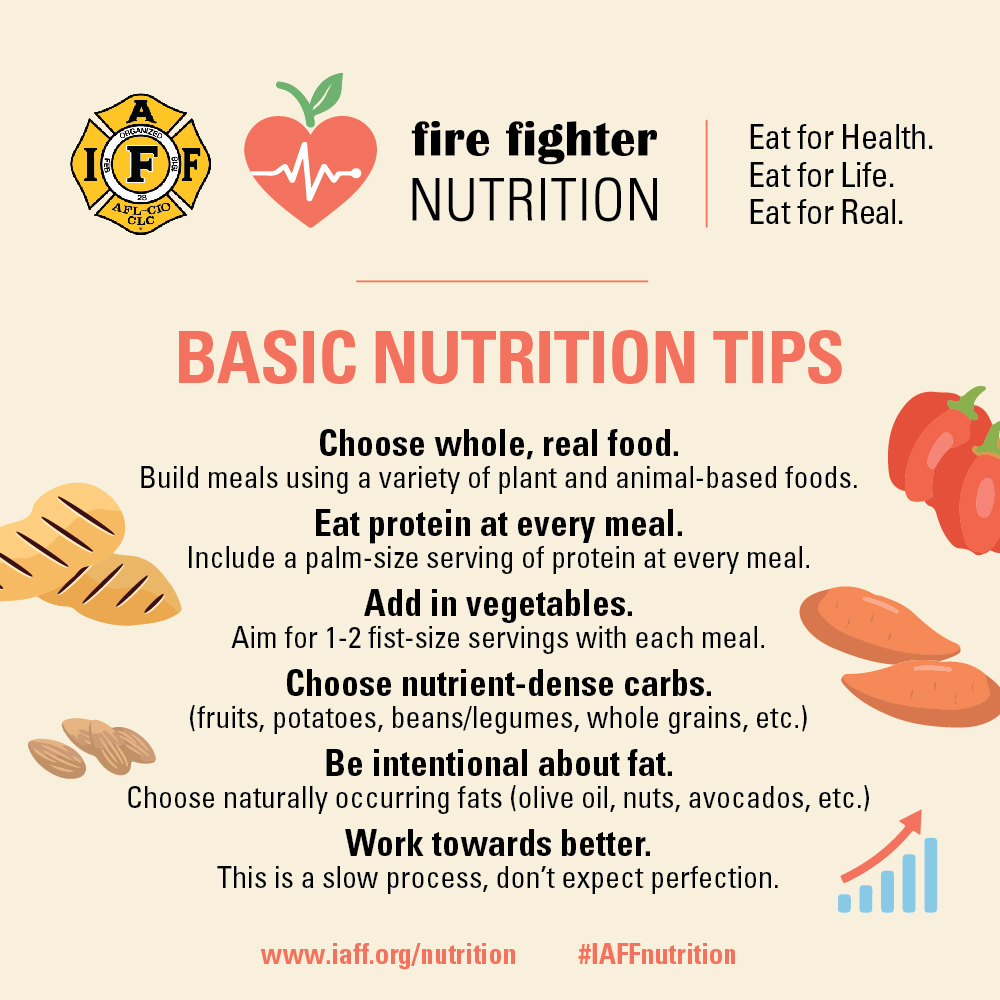 A
ORGANIZED
I F F
FEB 1918
28
AFL-CIO
CLC
fire fighter
NUTRITION
Eat for Health.
Eat for Life.
Eat for Real.
BASIC NUTRITION TIPS
Choose whole, real food.
Build meals using a variety of plant and animal-based foods.
Eat protein at every meal.
Include a palm-size serving of protein at every meal.
Add in vegetables.
Aim for 1-2 fist-size servings with each meal.
Choose nutrient-dense carbs.
(fruits, potatoes, beans/legumes, whole grains, etc.)
Be intentional about fat.
Choose naturally occurring fats (olive oil, nuts, avocados, etc.)
Work towards better.
This is a slow process, don’t expect perfection.
www.iaff.org/nutrition #IAFFnutrition